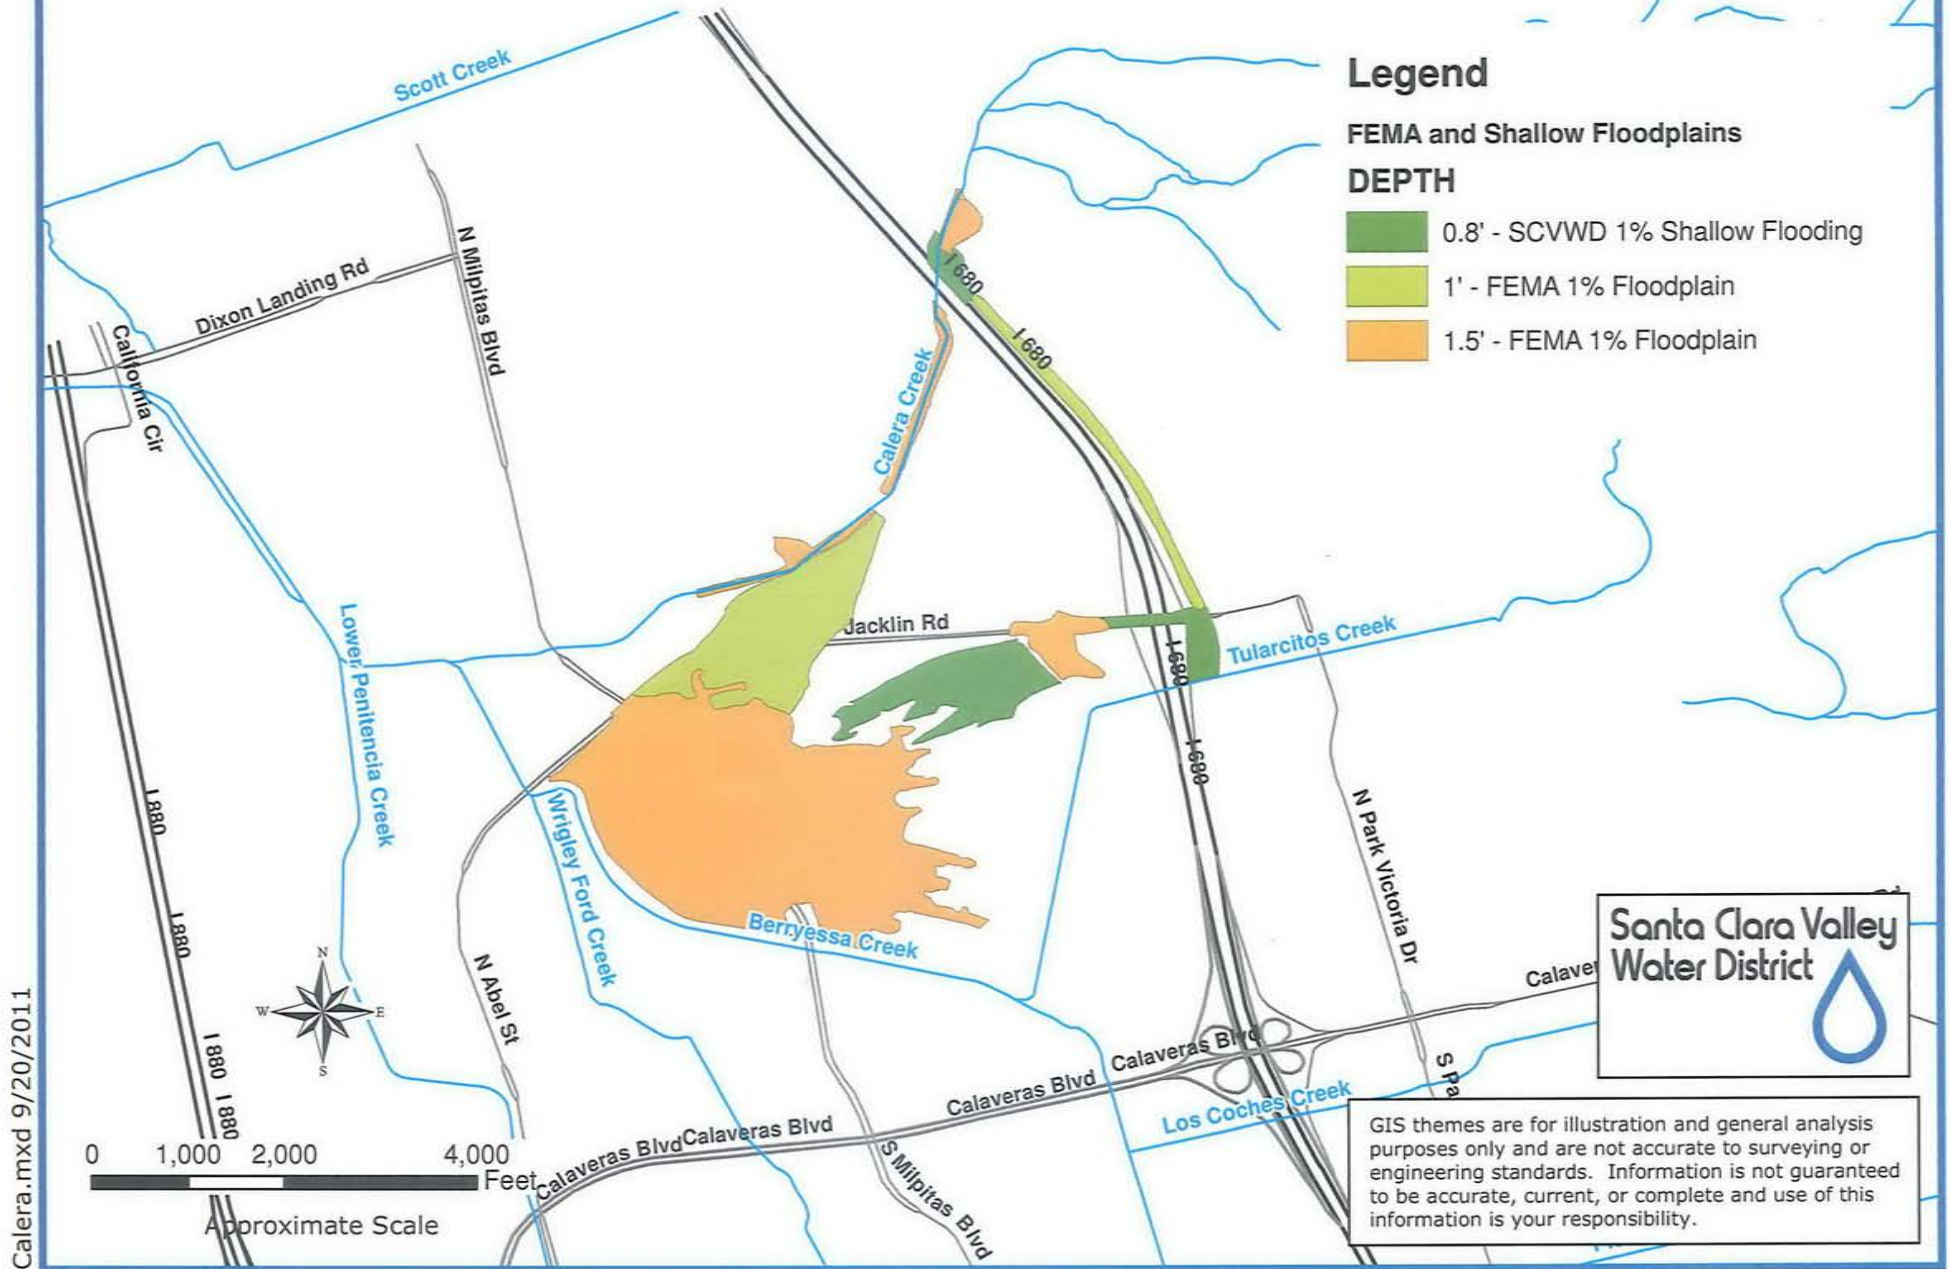 Scott Creek
Legend
FEMA and Shallow Floodplains
DEPTH
0.8' - SCVWD 1% Shallow Flooding
1' - FEMA 1% Floodplain
1.5' - FEMA 1% Floodplain
N Milpitas Blvd
Dixon Landing Rd
California Cir
I 680
I 680
Calera Creek
Jacklin Rd
Tularcitos Creek
I 680
I 680
Lower Penitencia Creek
I 880
Wrigley Ford Creek
N Park Victoria Dr
I 880
Berryessa Creek
N Abel St
Santa Clara Valley
Water District
Calaver
N
W
E
S
I 880
I 880
Calaveras Blvd
Calaveras Blvd
Calaveras Blvd
Calaveras Blvd
S Pa
Los Coches Creek
S Milpitas Blvd
0 1,000 2,000 4,000
Feet
Approximate Scale
GIS themes are for illustration and general analysis
purposes only and are not accurate to surveying or
engineering standards. Information is not guaranteed
to be accurate, current, or complete and use of this
information is your responsibility.
Calera.mxd 9/20/2011